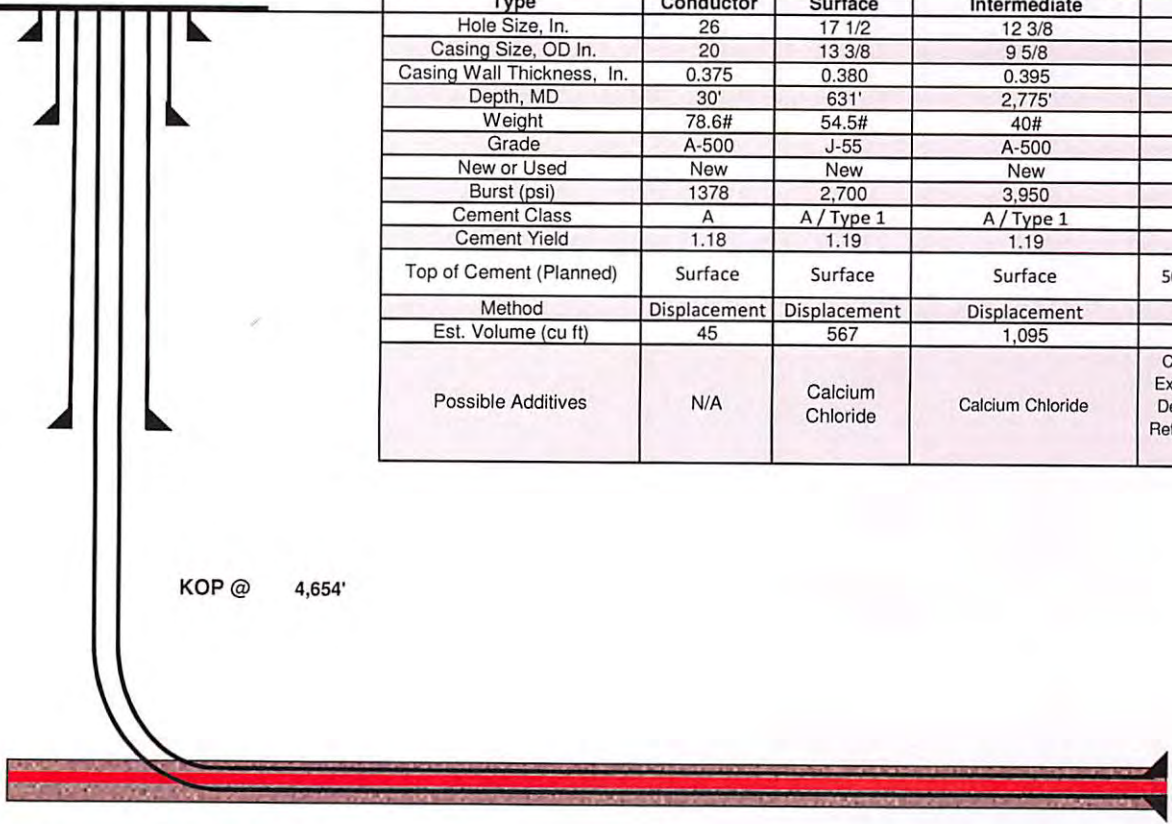 Type Conductor Surface Intermediate
Hole Size, In. 26 17 1/2 12 3/8
Casing Size, OD In. 20 13 3/8 9 5/8
Casing Wall Thickness, In. 0.375 0.380 0.395
Depth, MD 30' 631' 2,775'
Weight 78.6# 54.5# 40#
Grade A-500 J-55 A-500
New or Used New New New
Burst (psi) 1378 2,700 3,950
Cement Class A A / Type 1 A / Type 1
Cement Yield 1.18 1.19 1.19
Top of Cement (Planned) Surface Surface Surface
Method Displacement Displacement Displacement
Est. Volume (cu ft) 45 567 1,095
Possible Additives N/A Calcium
Chloride Calcium Chloride
KOP @ 4,654'